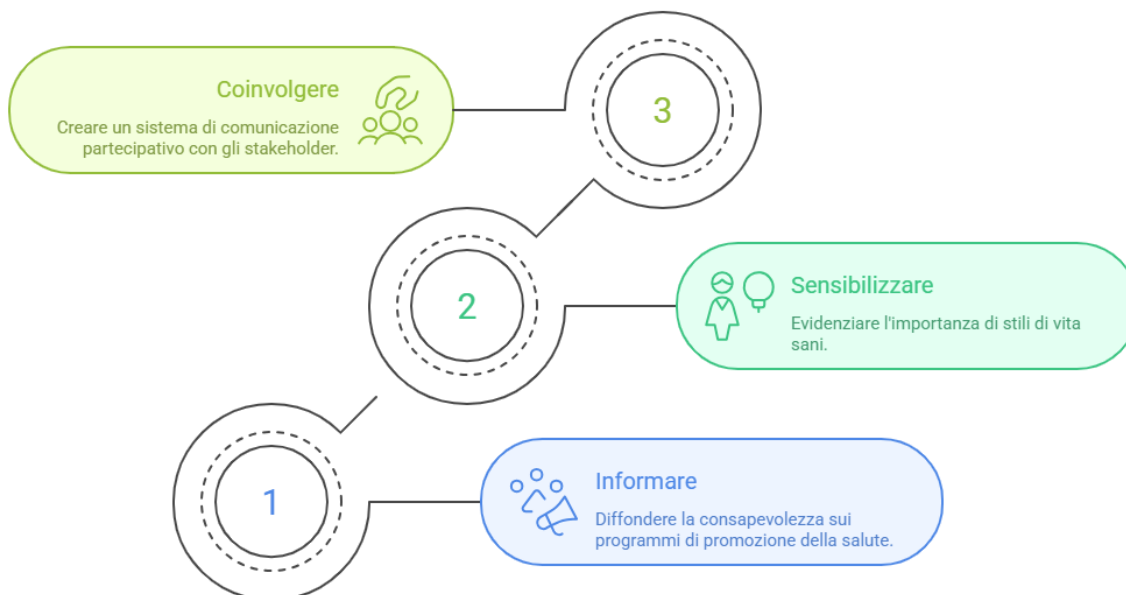 Coinvolgere
Creare un sistema di comunicazione
partecipativo con gli stakeholder.
3
2
Sensibilizzare
Evidenziare l'importanza di stili di vita
sani.
1
Informare
Diffondere la consapevolezza sui
programmi di promozione della salute.